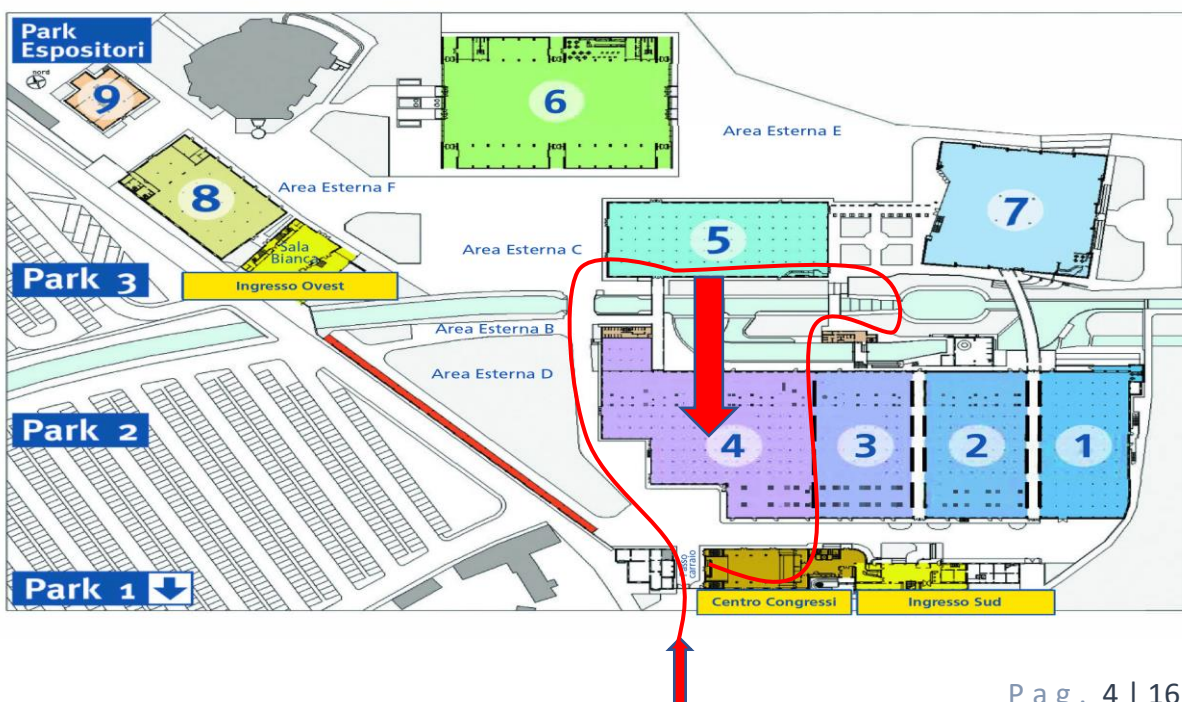 Park
Espositori
nord
9
6
Area Esterna E
8
Area Esterna F
7
Sala
Bianca
Area Esterna C
5
Park 3
Ingresso Ovest
Area Esterna B
Area Esterna D
Park 2
4
3
2
1
Passo
carraio
Park 1
Centro Congressi
Ingresso Sud
Pag. 4 | 16